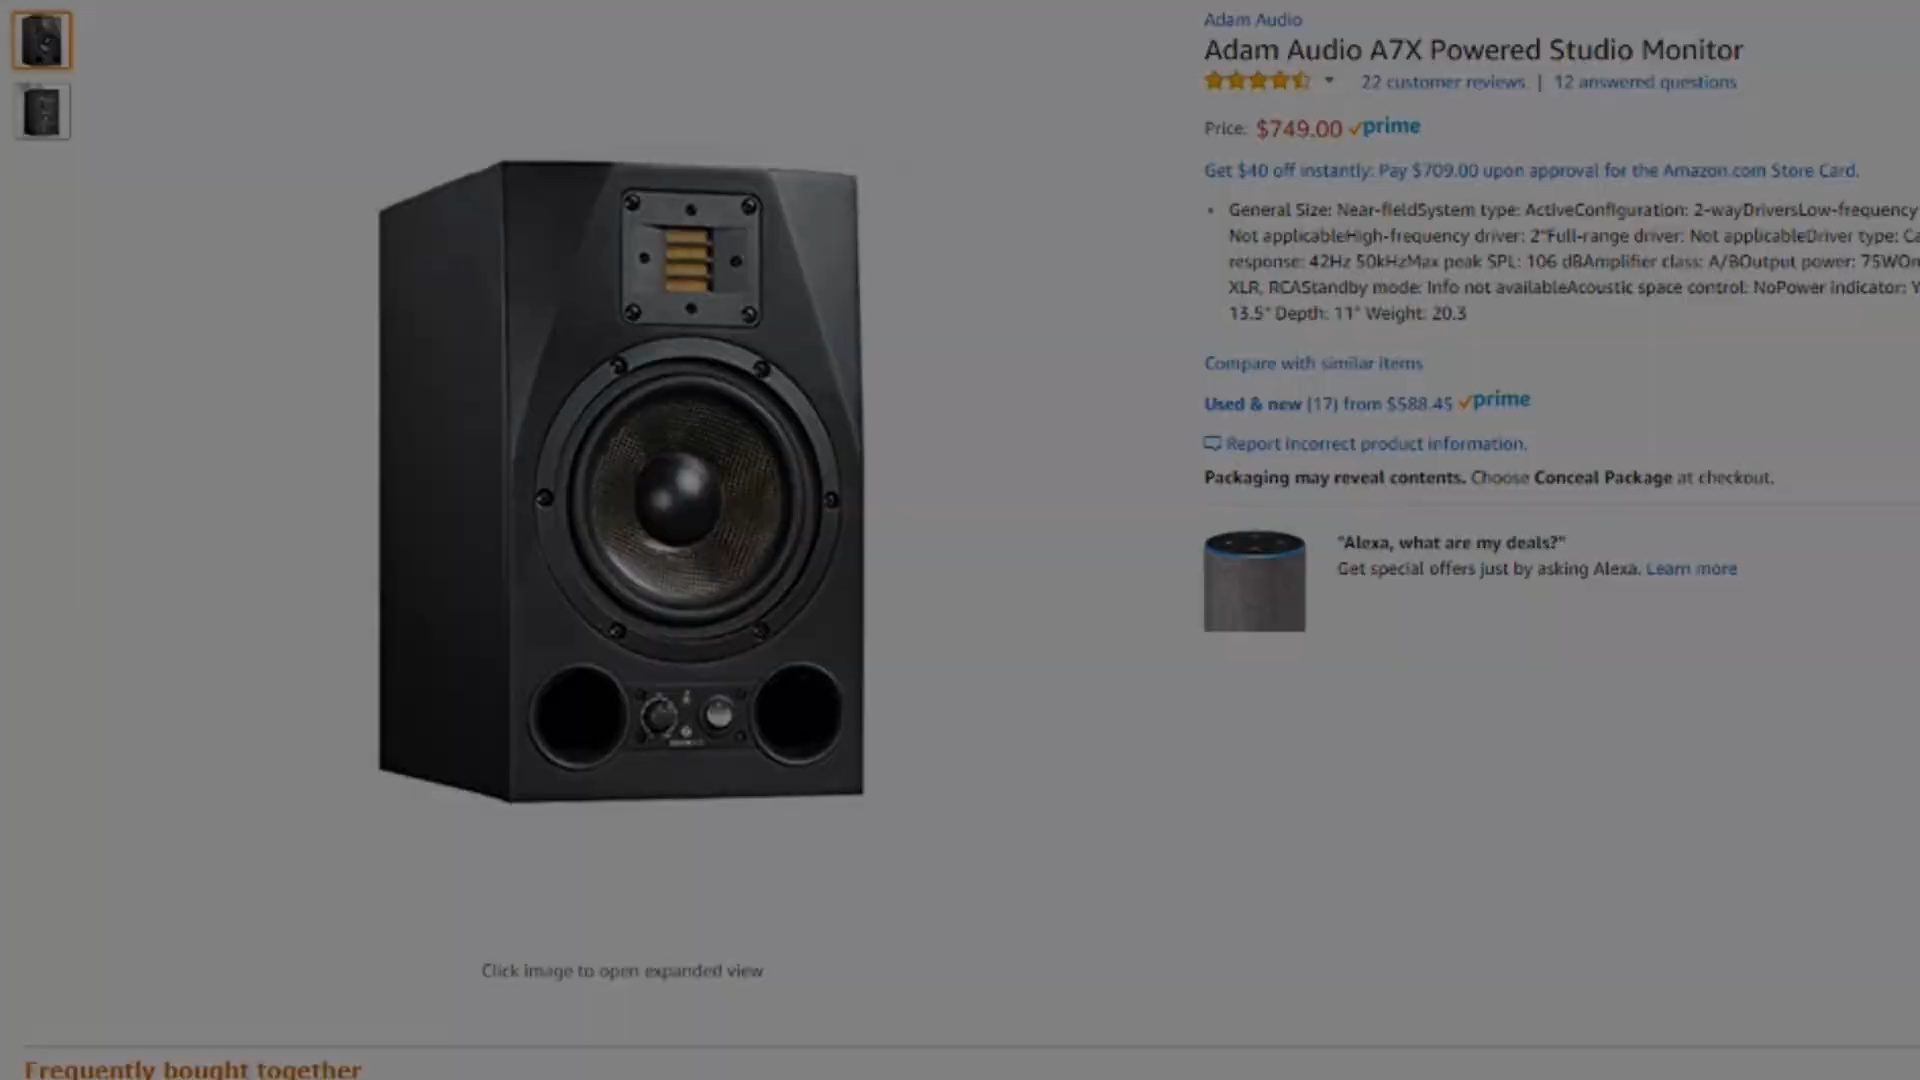 Adam Audio
Adam Audio A7X Powered Studio Monitor
22 customer reviews | 12 answered questions
Price: $749.00 prime
Get $40 off instantly: Pay $709.00 upon approval for the Amazon.com Store Card.
General Size: Near-fieldSystem type: ActiveConfiguration: 2-wayDriversLow-frequency
Not applicableHigh-frequency driver: 2"Full-range driver: Not applicableDriver type: Ca
response: 42Hz 50kHzMax peak SPL: 106 dBAmplifier class: A/BOutput power: 75WOn
XLR, RCAStandby mode: Info not availableAcoustic space control: NoPower indicator: Y
13.5" Depth: 11" Weight: 20.3
Compare with similar items
Used & new (17) from $588.45 prime
Report incorrect product information.
Packaging may reveal contents. Choose Conceal Package at checkout.
"Alexa, what are my deals?"
Get special offers just by asking Alexa. Learn more
Click image to open expanded view
Frequently bought together